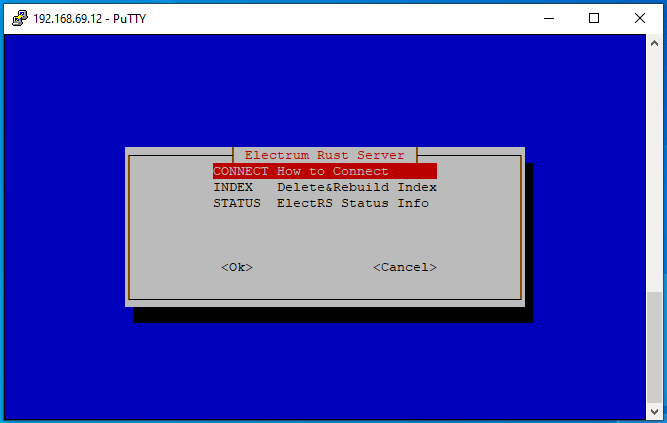 192.168.69.12 - PuTTY
Electrum Rust Server
CONNECT How to Connect
INDEX Delete&Rebuild Index
STATUS ElectRS Status Info
<Ok> <Cancel>